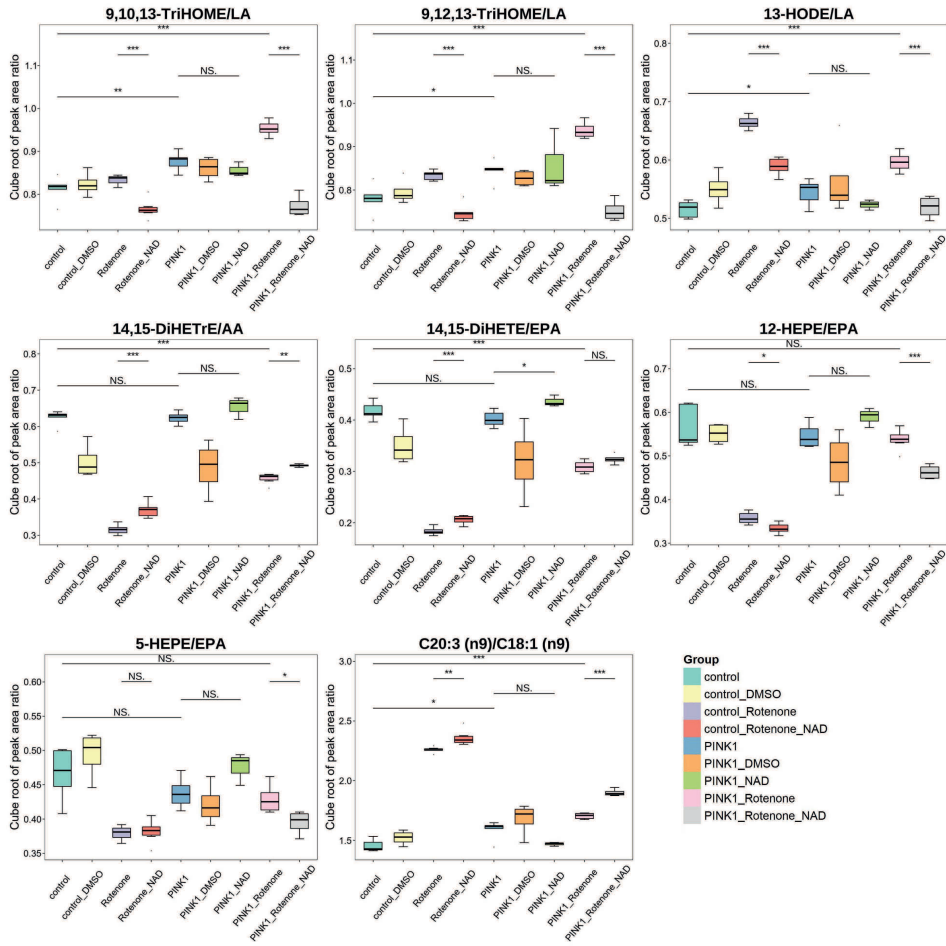 9,10,13-TriHOME/LA
Cube root of peak area ratio
1.1
1.0
0.9
0.8
***
***
***
NS.
**
control
control_DMSO
Rotenone
Rotenone_NAD
PINK1
PINK1_DMSO
PINK1_NAD
PINK1_Rotenone
PINK1_Rotenone_NAD
9,12,13-TriHOME/LA
Cube root of peak area ratio
1.1
1.0
0.9
0.8
***
***
***
NS.
*
control
control_DMSO
Rotenone
Rotenone_NAD
PINK1
PINK1_DMSO
PINK1_NAD
PINK1_Rotenone
PINK1_Rotenone_NAD
13-HODE/LA
Cube root of peak area ratio
0.8
0.7
0.6
0.5
***
***
***
NS.
*
control
control_DMSO
Rotenone
Rotenone_NAD
PINK1
PINK1_DMSO
PINK1_NAD
PINK1_Rotenone
PINK1_Rotenone_NAD
14,15-DiHETrE/AA
Cube root of peak area ratio
0.8
0.7
0.6
0.5
0.4
0.3
***
***
**
NS.
NS.
control
control_DMSO
Rotenone
Rotenone_NAD
PINK1
PINK1_DMSO
PINK1_NAD
PINK1_Rotenone
PINK1_Rotenone_NAD
14,15-DiHETE/EPA
Cube root of peak area ratio
0.5
0.4
0.3
0.2
***
***
NS.
*
NS.
control
control_DMSO
Rotenone
Rotenone_NAD
PINK1
PINK1_DMSO
PINK1_NAD
PINK1_Rotenone
PINK1_Rotenone_NAD
12-HEPE/EPA
Cube root of peak area ratio
0.7
0.6
0.5
0.4
0.3
NS.
*
***
NS.
NS.
control
control_DMSO
Rotenone
Rotenone_NAD
PINK1
PINK1_DMSO
PINK1_NAD
PINK1_Rotenone
PINK1_Rotenone_NAD
5-HEPE/EPA
Cube root of peak area ratio
0.60
0.55
0.50
0.45
0.40
0.35
NS.
NS.
*
NS.
NS.
control
control_DMSO
Rotenone
Rotenone_NAD
PINK1
PINK1_DMSO
PINK1_NAD
PINK1_Rotenone
PINK1_Rotenone_NAD
C20:3 (n9)/C18:1 (n9)
Cube root of peak area ratio
3.0
2.5
2.0
1.5
***
**
***
NS.
*
control
control_DMSO
Rotenone
Rotenone_NAD
PINK1
PINK1_DMSO
PINK1_NAD
PINK1_Rotenone
PINK1_Rotenone_NAD
Group
control
control_DMSO
control_Rotenone
control_Rotenone_NAD
PINK1
PINK1_DMSO
PINK1_NAD
PINK1_Rotenone
PINK1_Rotenone_NAD